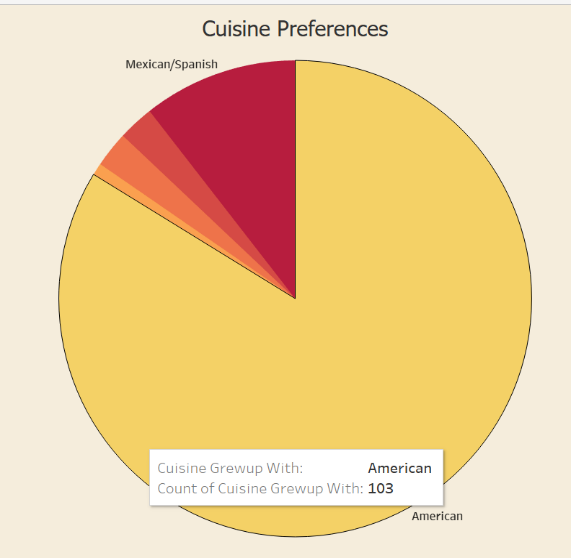 Cuisine Preferences
Mexican/Spanish
Cuisine Grewup With: American
Count of Cuisine Grewup With: 103
American